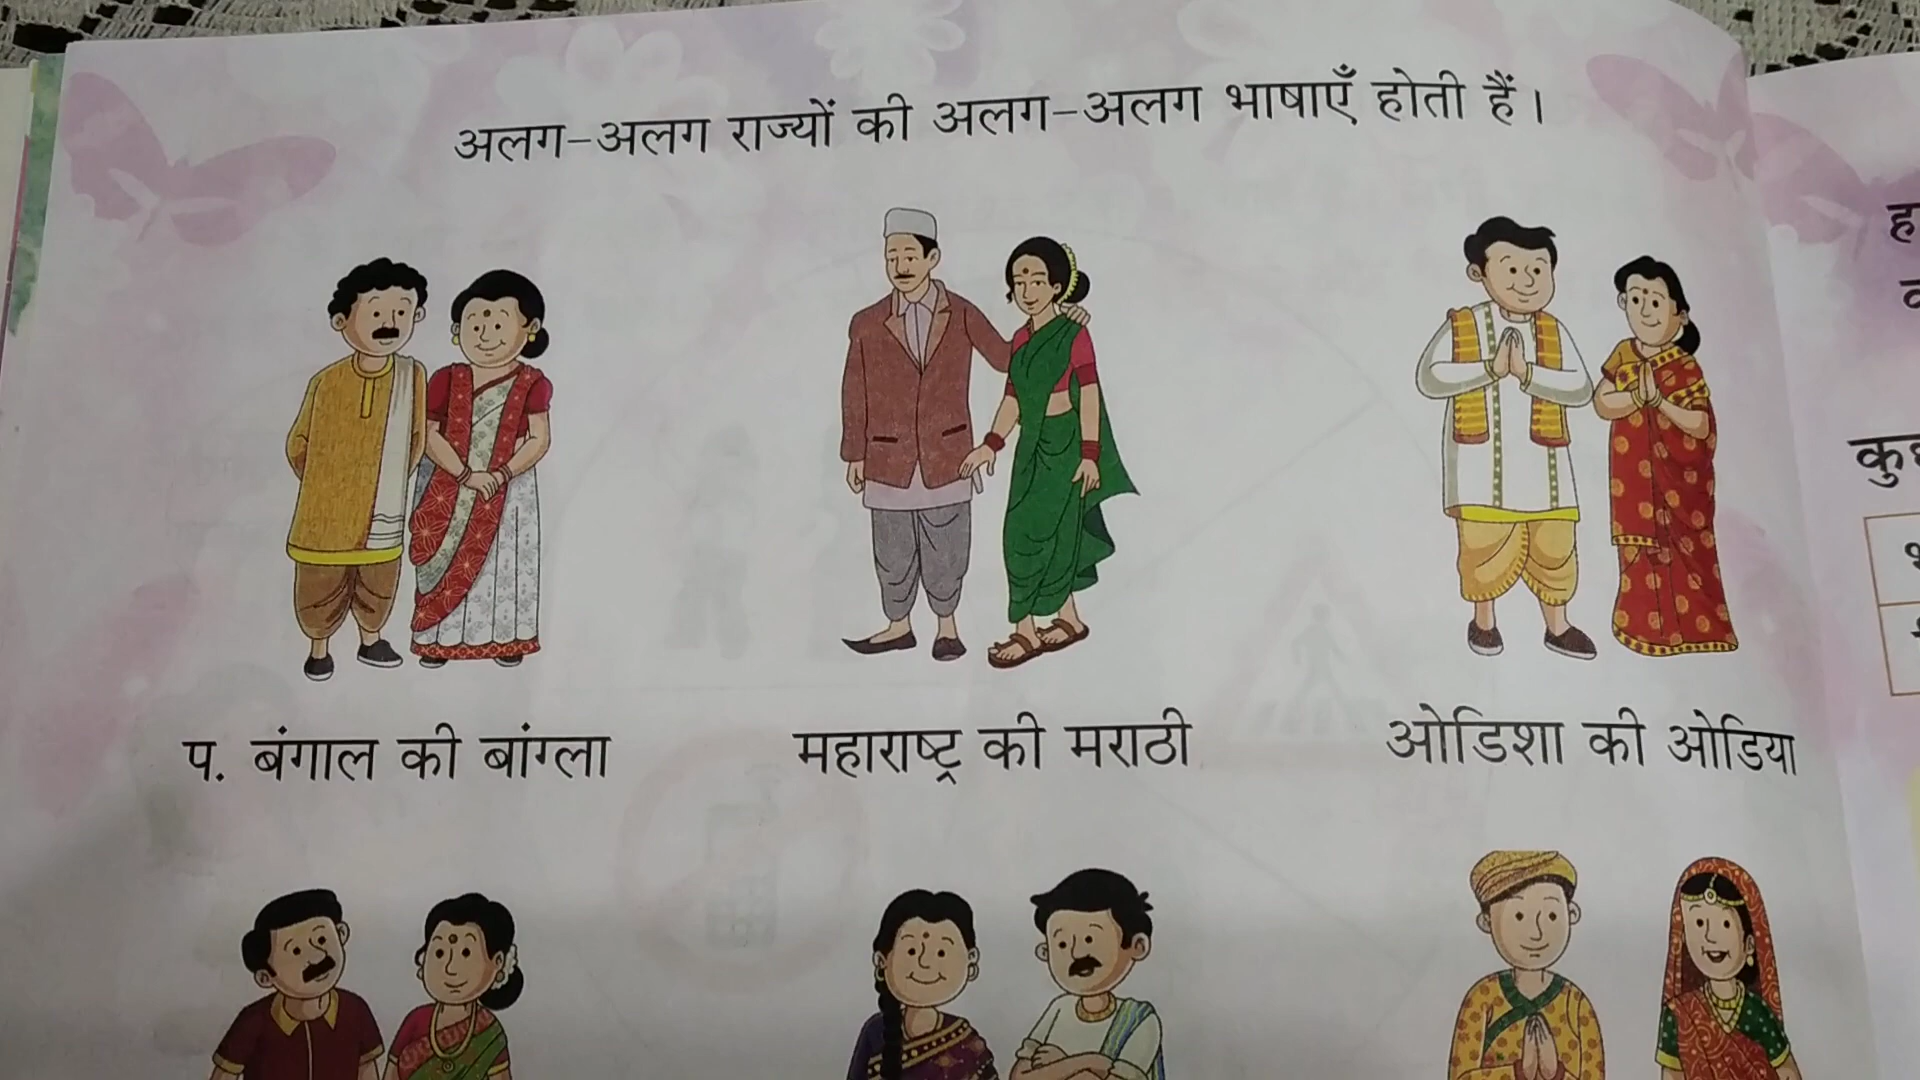 अलग-अलग राज्यों की अलग-अलग भाषाएँ होती हैं।
प. बंगाल की बांग्ला
महाराष्ट्र की मराठी
ओडिशा की ओडिया